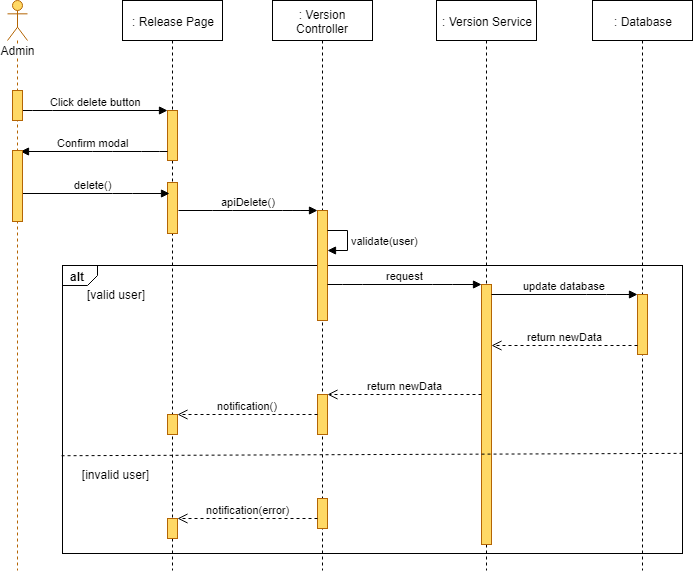 : Release Page
: Version
Controller
: Version Service
: Database
Admin
Click delete button
Confirm modal
delete()
apiDelete()
validate(user)
alt
request
[valid user]
update database
return newData
return newData
notification()
[invalid user]
notification(error)